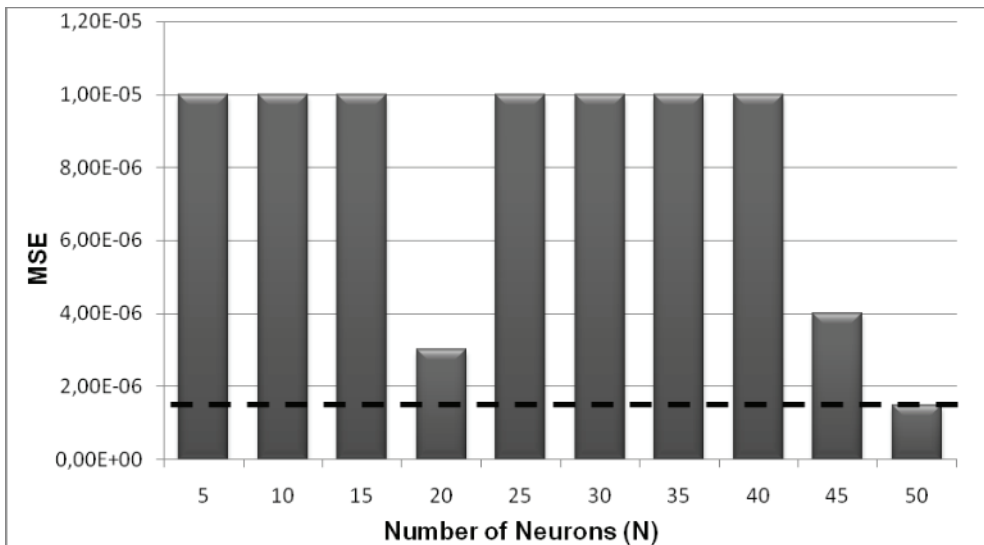 1,20E-05
1,00E-05
8,00E-06
6,00E-06
4,00E-06
2,00E-06
0,00E+00
MSE
5 10 15 20 25 30 35 40 45 50
Number of Neurons (N)